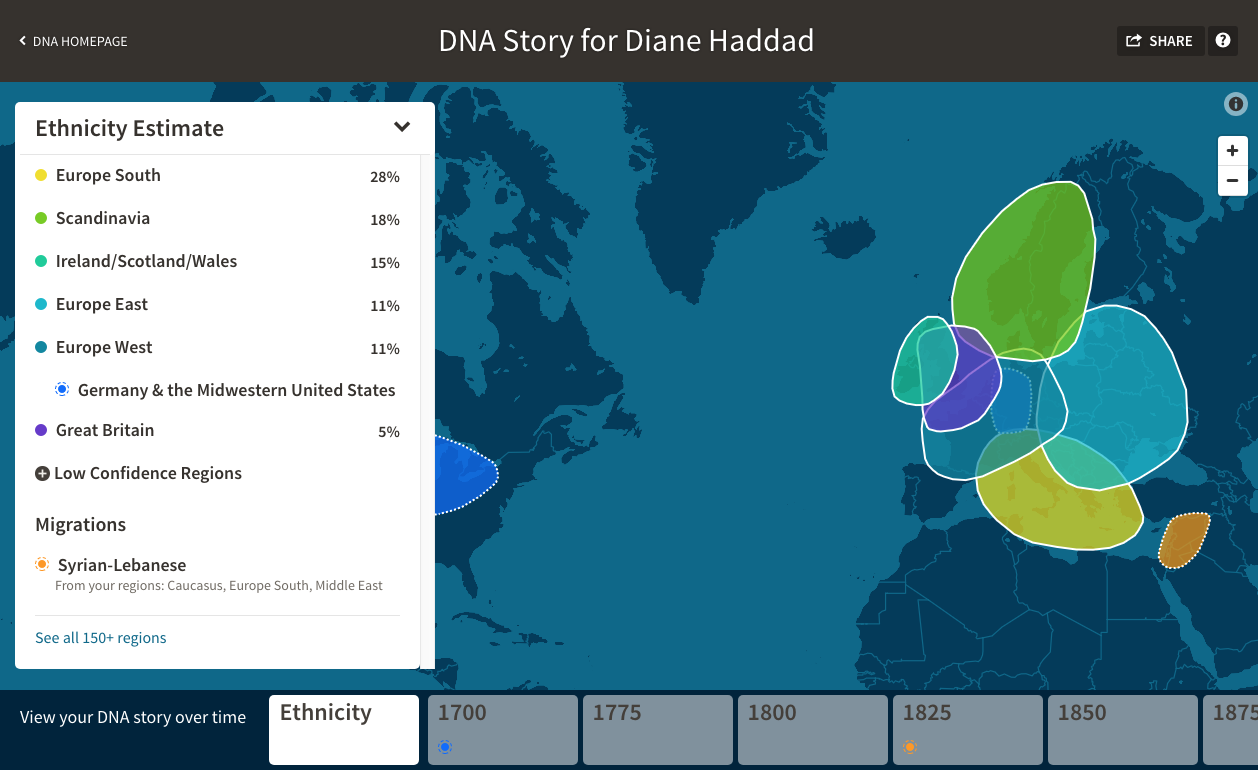 DNA HOMEPAGE
DNA Story for Diane Haddad
SHARE
?
i
+
−
Ethnicity Estimate
Europe South 28%
Scandinavia 18%
Ireland/Scotland/Wales 15%
Europe East 11%
Europe West 11%
Germany & the Midwestern United States
Great Britain 5%
Low Confidence Regions
Migrations
Syrian-Lebanese
From your regions: Caucasus, Europe South, Middle East
See all 150+ regions
View your DNA story over time
Ethnicity
1700
1775
1800
1825
1850
1875